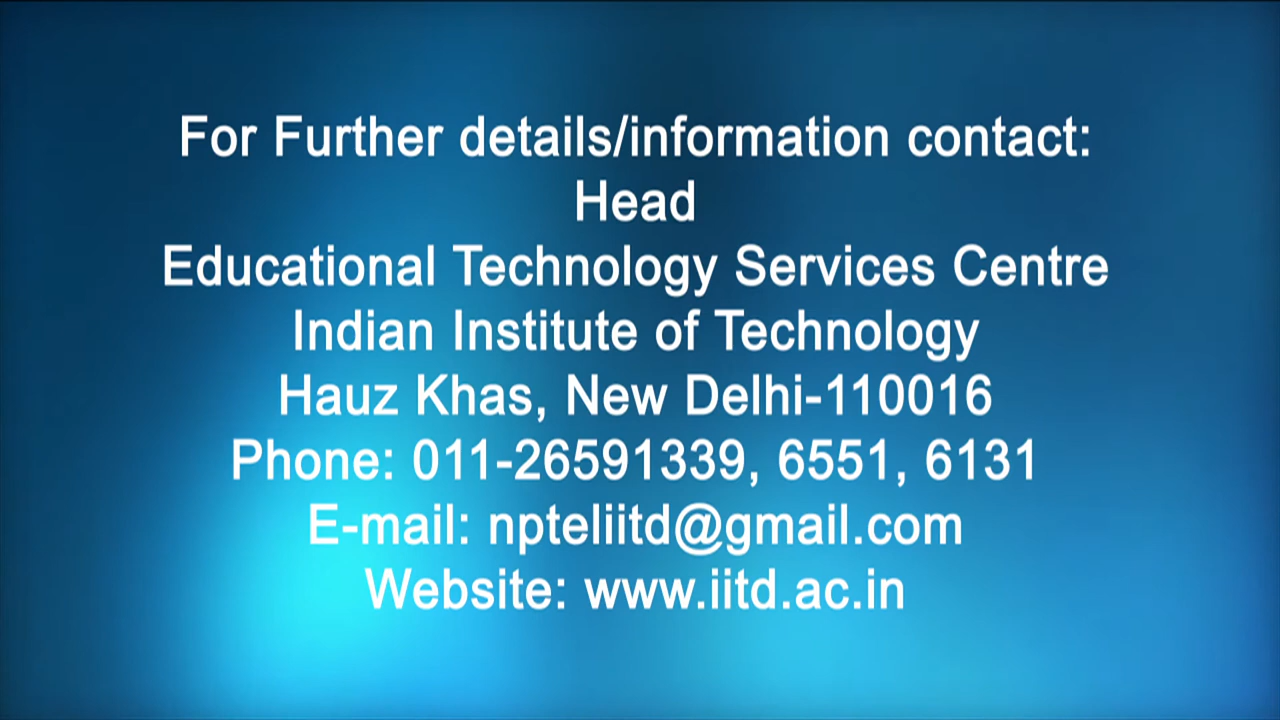 For Further details/information contact:
Head
Educational Technology Services Centre
Indian Institute of Technology
Hauz Khas, New Delhi-110016
Phone: 011-26591339, 6551, 6131
E-mail: npteliitd@gmail.com
Website: www.iitd.ac.in